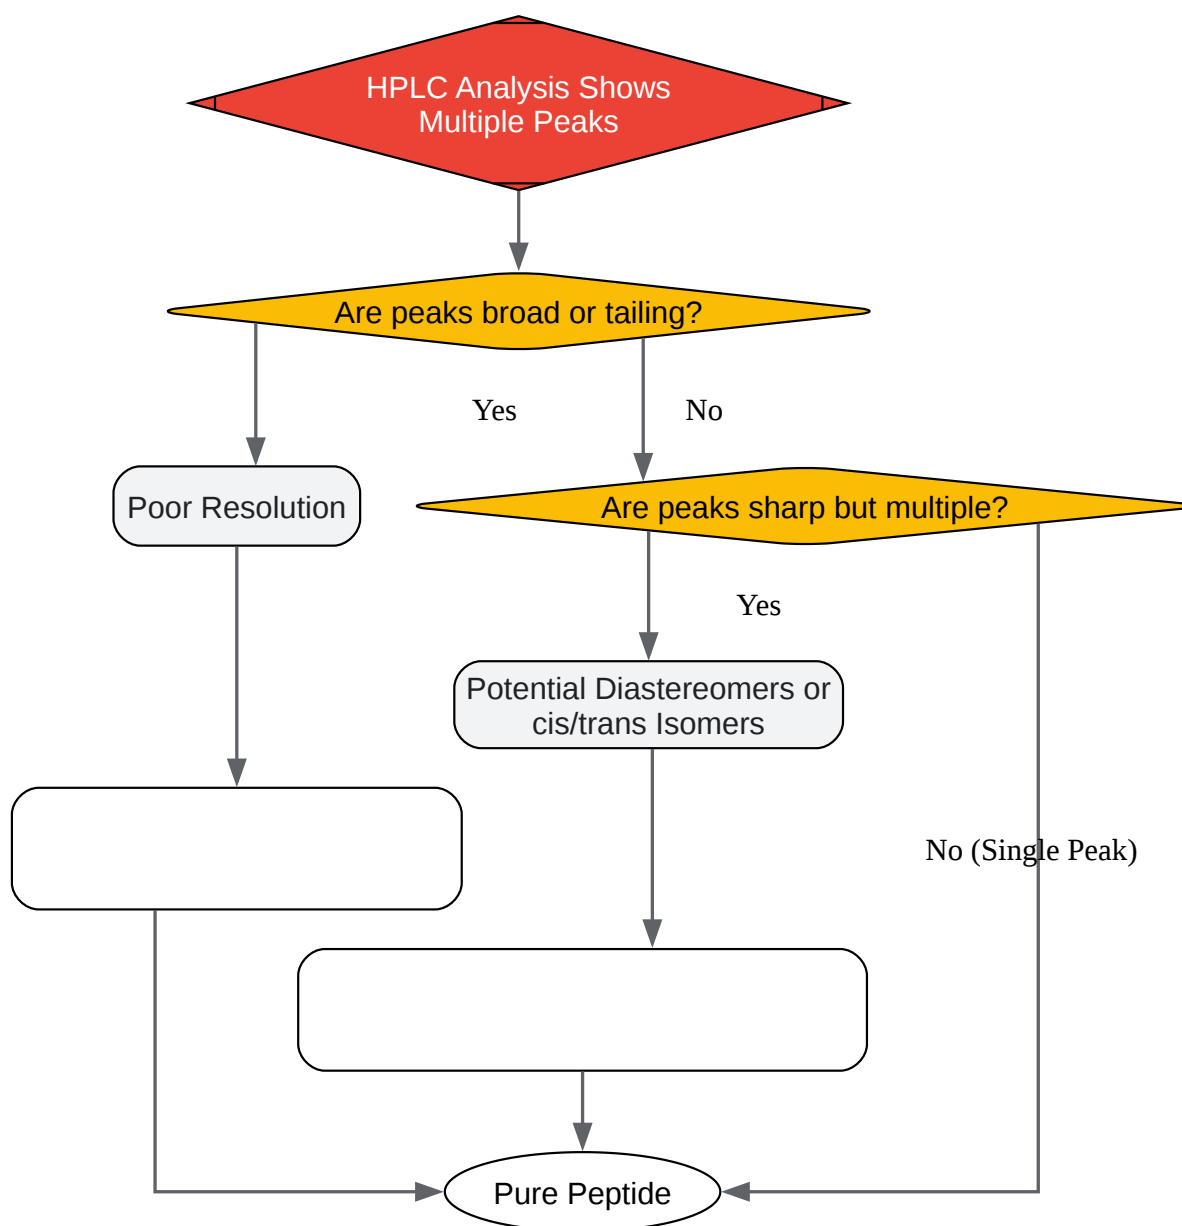 HPLC Analysis Shows
Multiple Peaks
Are peaks broad or tailing?
Yes
No
Poor Resolution
Are peaks sharp but multiple?
Yes
Potential Diastereomers or
cis/trans Isomers
No (Single Peak)
Pure Peptide